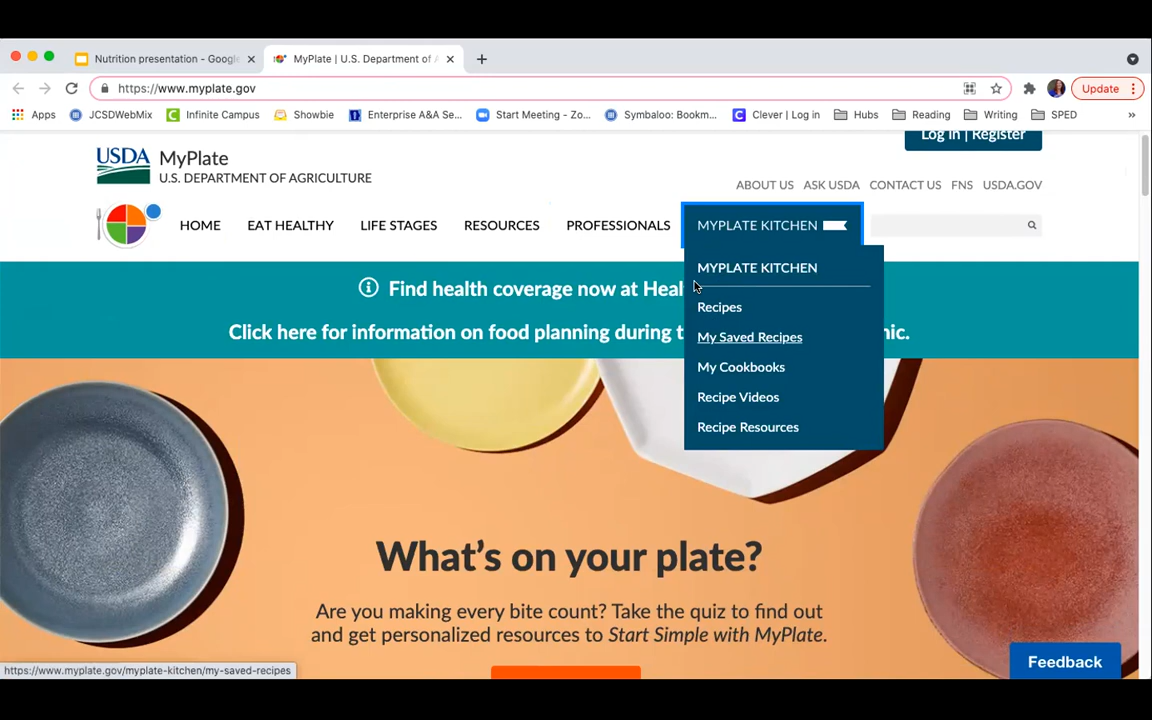 Nutrition presentation - Google
MyPlate | U.S. Department of A
https://www.myplate.gov
Update
Apps JCSDWebMix Infinite Campus Showbie Enterprise A&A Se... Start Meeting - Zo... Symbaloo: Bookm... Clever | Log in Hubs Reading Writing SPED »
Log in | Register
USDA MyPlate
U.S. DEPARTMENT OF AGRICULTURE
ABOUT US ASK USDA CONTACT US FNS USDA.GOV
HOME EAT HEALTHY LIFE STAGES RESOURCES PROFESSIONALS MYPLATE KITCHEN
MYPLATE KITCHEN
Recipes
My Saved Recipes
My Cookbooks
Recipe Videos
Recipe Resources
Find health coverage now at Heal
Click here for information on food planning during t nic.
What's on your plate?
Are you making every bite count? Take the quiz to find out
and get personalized resources to Start Simple with MyPlate.
Feedback
https://www.myplate.gov/myplate-kitchen/my-saved-recipes